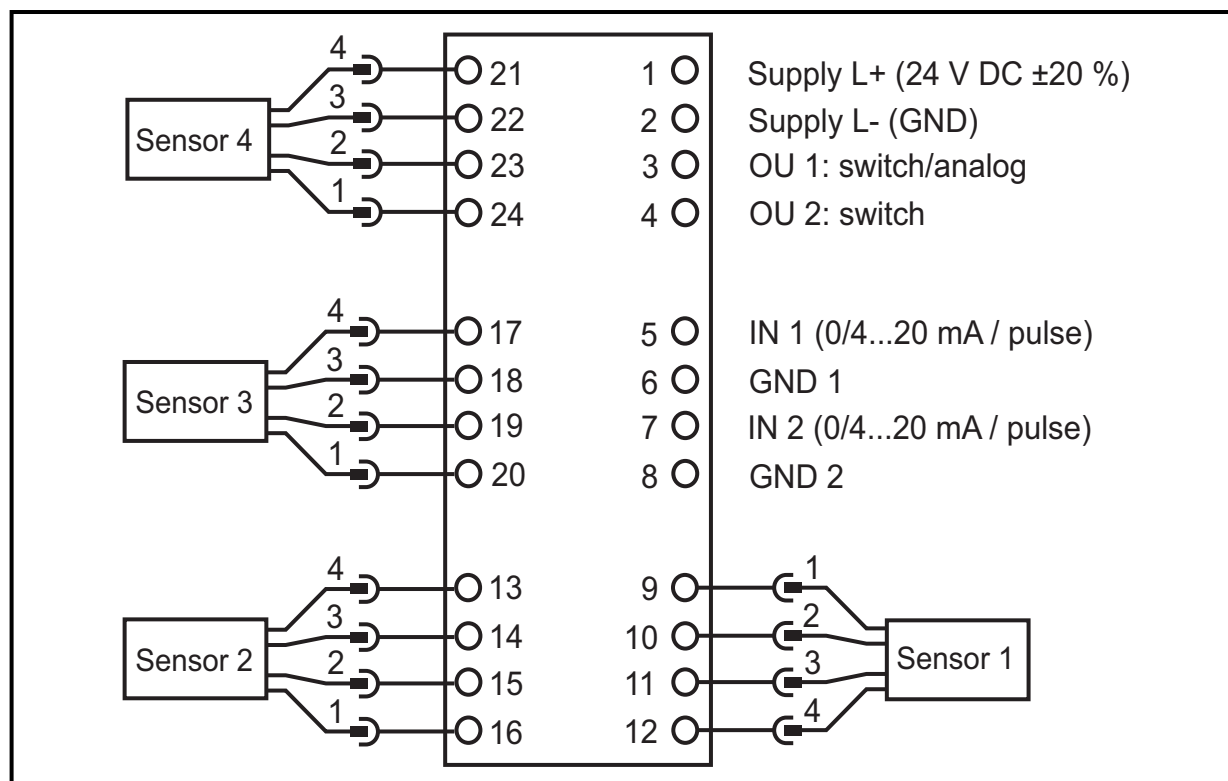 4 21 1 Supply L+ (24 V DC ±20 %)
3 22 2 Supply L- (GND)
Sensor 4
2 23 3 OU 1: switch/analog
1 24 4 OU 2: switch
4 17 5 IN 1 (0/4...20 mA / pulse)
3 18 6 GND 1
Sensor 3
2 19 7 IN 2 (0/4...20 mA / pulse)
1 20 8 GND 2
4 13 9 1
3 14 10 2
Sensor 2
Sensor 1
2 15 11 3
1 16 12 4